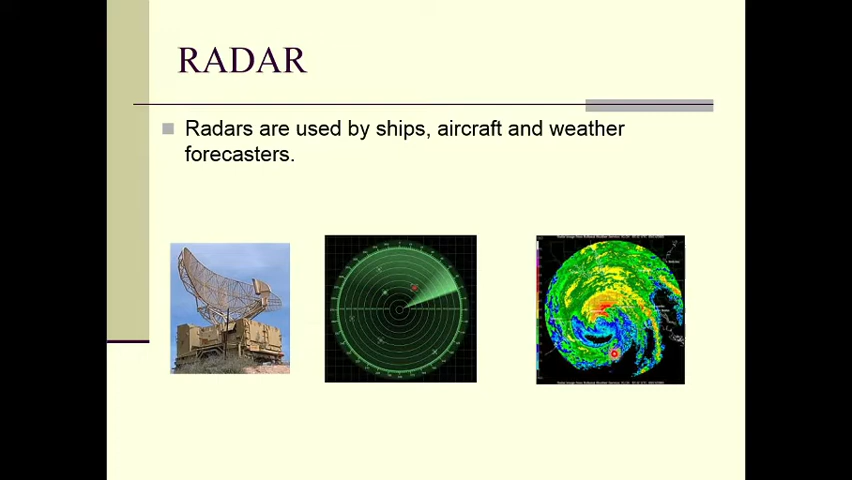 RADAR
Radars are used by ships, aircraft and weather
forecasters.